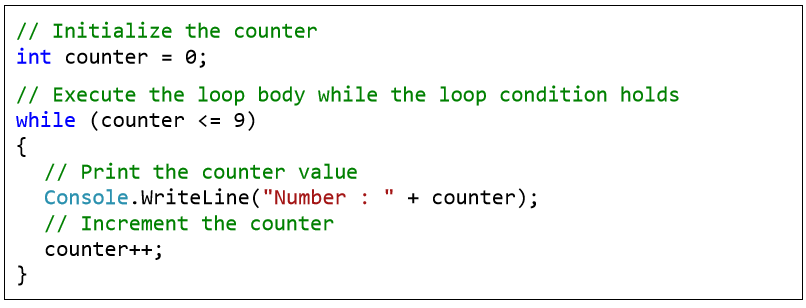 // Initialize the counter
int counter = 0;
// Execute the loop body while the loop condition holds
while (counter <= 9)
{
// Print the counter value
Console.WriteLine("Number : " + counter);
// Increment the counter
counter++;
}